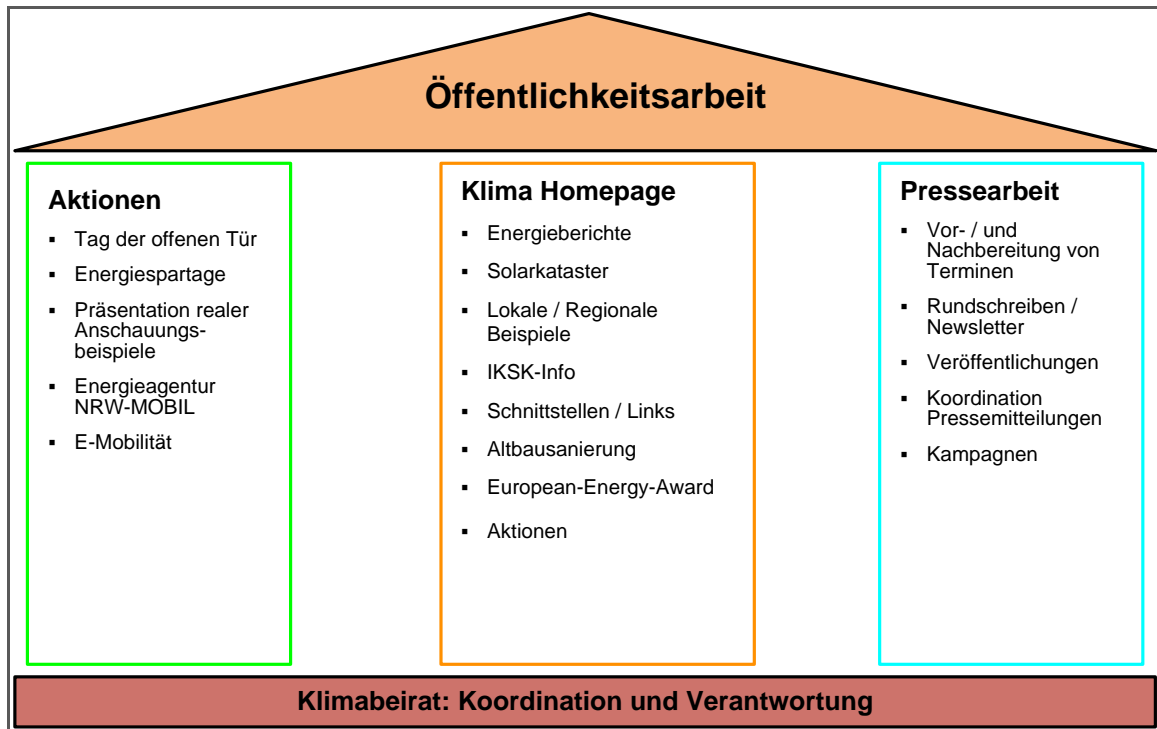 Öffentlichkeitsarbeit
Aktionen
▪ Tag der offenen Tür
▪ Energiespartage
▪ Präsentation realer
Anschauungs-
beispiele
▪ Energieagentur
NRW-MOBIL
▪ E-Mobilität
Klima Homepage
▪ Energieberichte
▪ Solarkataster
▪ Lokale / Regionale
Beispiele
▪ IKSK-Info
▪ Schnittstellen / Links
▪ Altbausanierung
▪ European-Energy-Award
▪ Aktionen
Pressearbeit
▪ Vor- / und
Nachbereitung von
Terminen
▪ Rundschreiben /
Newsletter
▪ Veröffentlichungen
▪ Koordination
Pressemitteilungen
▪ Kampagnen
Klimabeirat: Koordination und Verantwortung